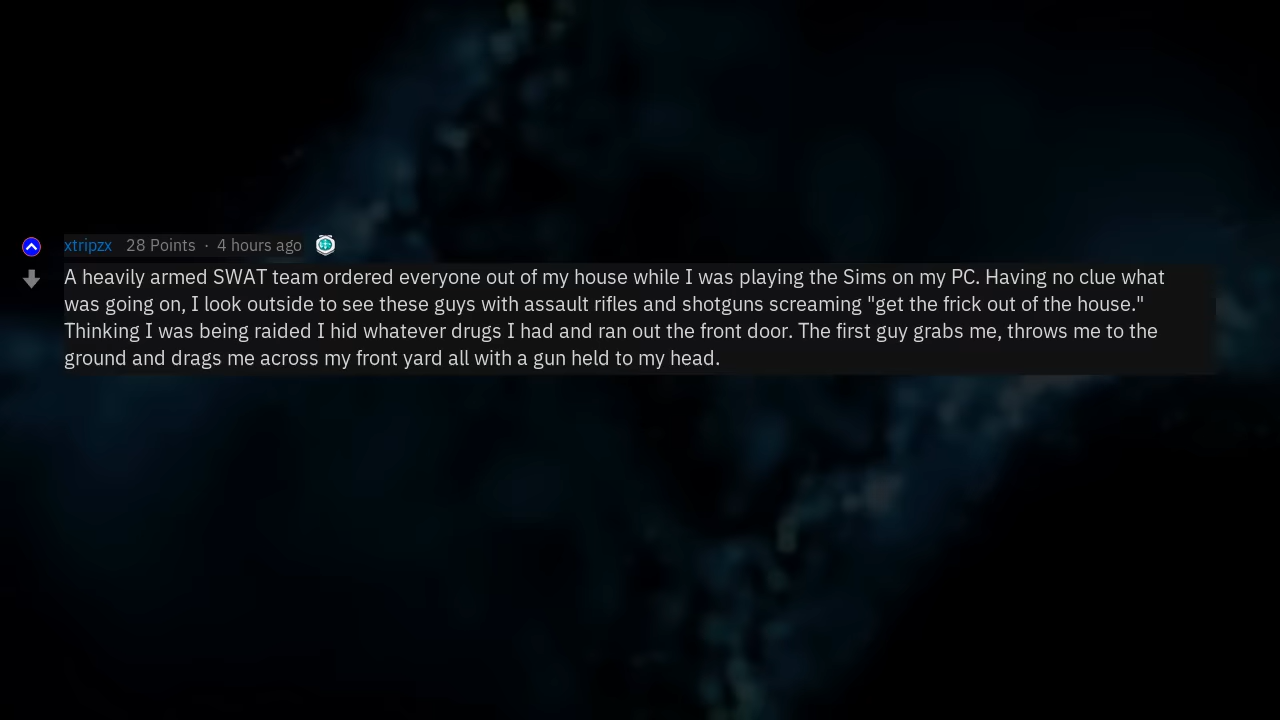 xtripzx 28 Points · 4 hours ago
A heavily armed SWAT team ordered everyone out of my house while I was playing the Sims on my PC. Having no clue what
was going on, I look outside to see these guys with assault rifles and shotguns screaming "get the frick out of the house."
Thinking I was being raided I hid whatever drugs I had and ran out the front door. The first guy grabs me, throws me to the
ground and drags me across my front yard all with a gun held to my head.